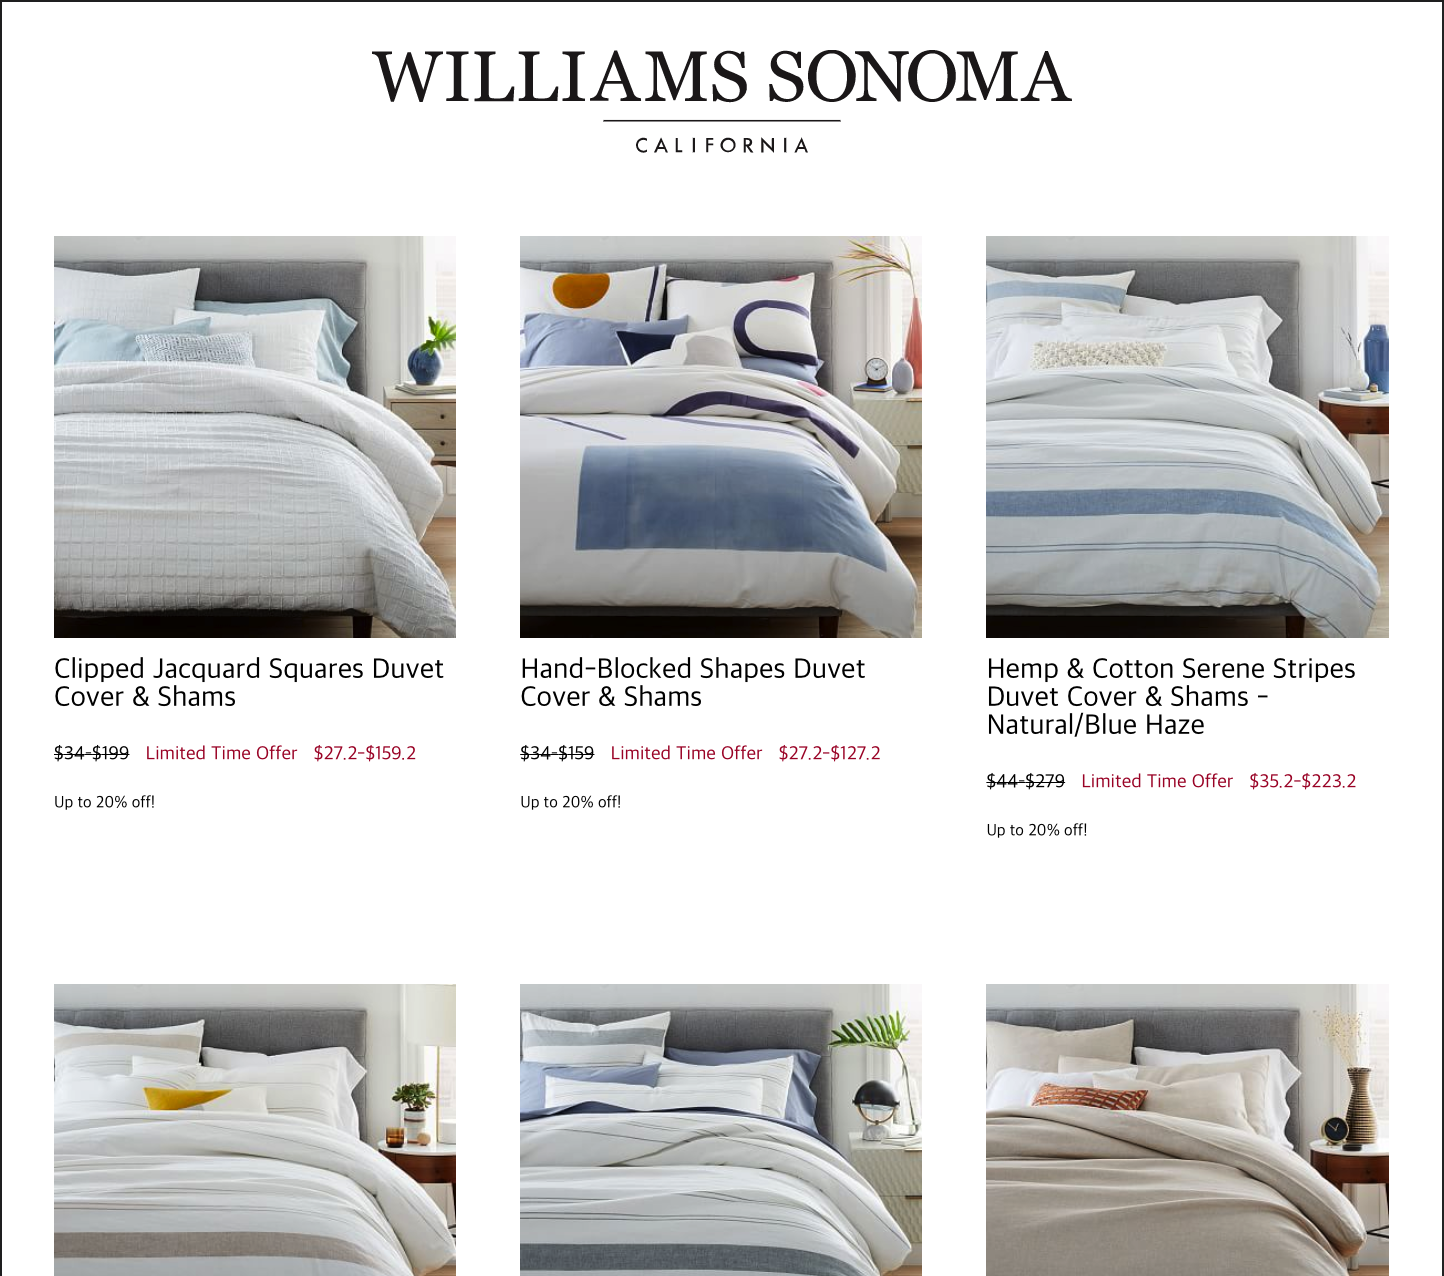 WILLIAMS SONOMA
CALIFORNIA
Clipped Jacquard Squares Duvet
Cover & Shams
$34-$199 Limited Time Offer $27.2-$159.2
Up to 20% off!
Hand-Blocked Shapes Duvet
Cover & Shams
$34-$159 Limited Time Offer $27.2-$127.2
Up to 20% off!
Hemp & Cotton Serene Stripes
Duvet Cover & Shams -
Natural/Blue Haze
$44-$279 Limited Time Offer $35.2-$223.2
Up to 20% off!